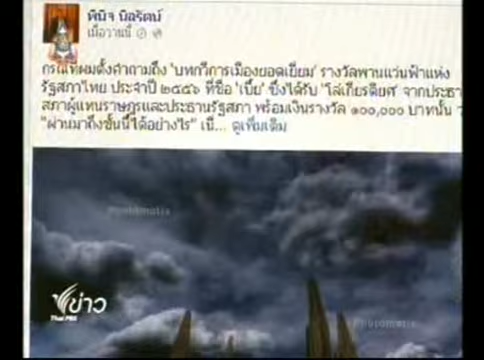 พินิจ นิลรัตน์
เมื่อวานนี้
กรณีที่ผมตั้งคำถามถึง 'บทกวีการเมืองยอดเยี่ยม' รางวัลพานแว่นฟ้าแห่ง
รัฐสภาไทย ประจำปี ๒๕๕๖ ที่ชื่อ 'เบี้ย' ซึ่งได้รับ 'โล่เกียรติยศ' จากประธา
สภาผู้แทนราษฎรและประธานรัฐสภา พร้อมเงินรางวัล ๑๐๐,๐๐๐ บาทนั้น ว
"ผ่านมาถึงชั้นนี้ได้อย่างไร" เนื่... ดูเพิ่มเติม
Photomatix
ข่าว
Thai PBS
Photomatix